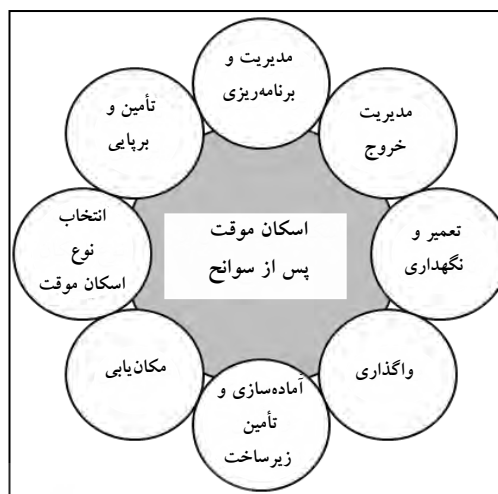 مدیریت و
برنامه‌ریزی
مدیریت
خروج
تعمیر و
نگهداری
واگذاری
آماده‌سازی و
تأمین
زیرساخت
مکان‌یابی
انتخاب
نوع
اسکان موقت
تأمین و
برپایی
اسکان موقت
پس از سوانح